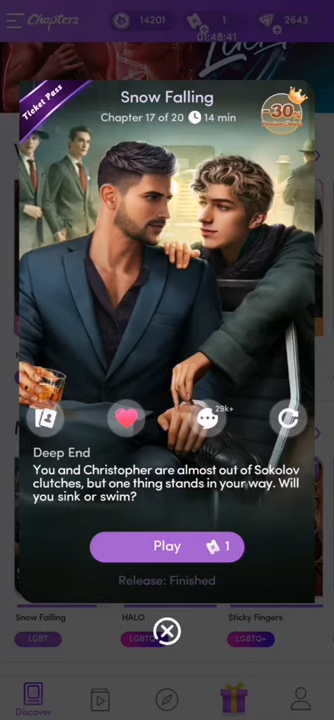 Chapters
14201
1
2643
01:48:41
Ticket Pass
Snow Falling
-30%
Chapter 17 of 20
14 min
29k+
Deep End
You and Christopher are almost out of Sokolov
clutches, but one thing stands in your way. Will
you sink or swim?
Play 1
Release: Finished
Snow Falling
HALO
Sticky Fingers
LGBT
LGBTQ+
LGBTQ+
Discover